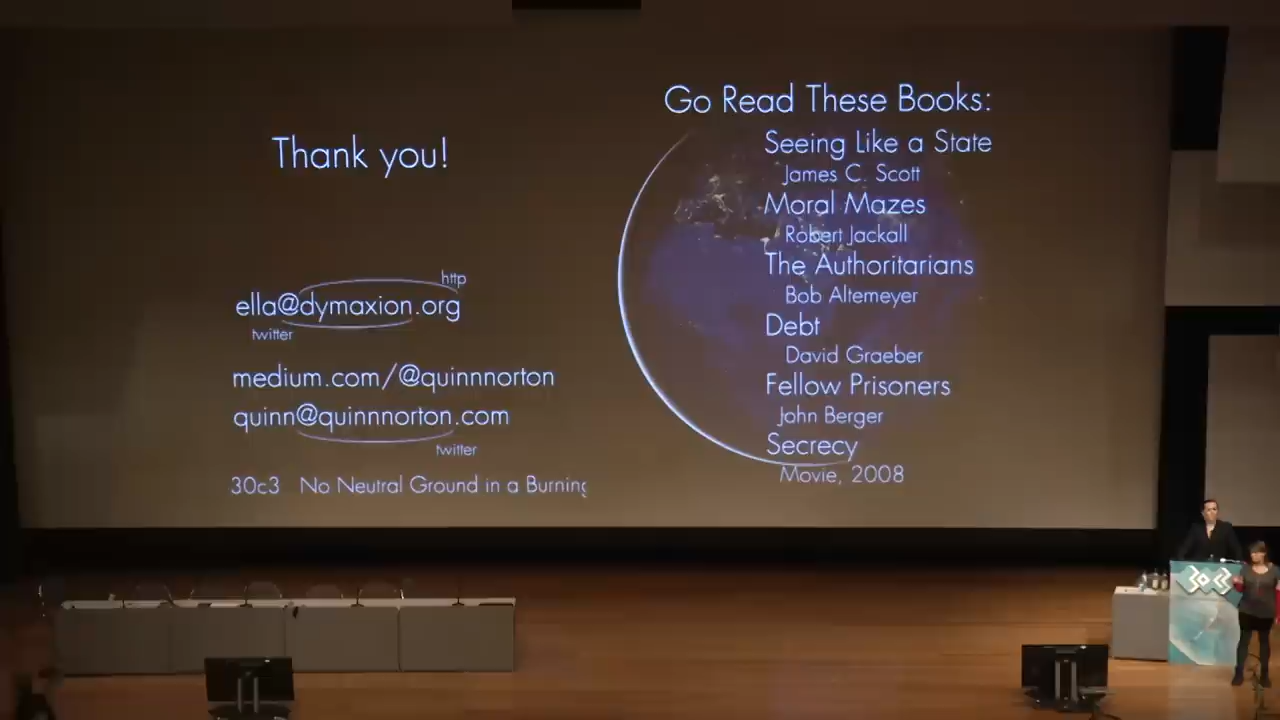 Thank you!
http
ella@dymaxion.org
twitter
medium.com/@quinnnorton
quinn@quinnnorton.com
twitter
30c3 No Neutral Ground in a Burning
Go Read These Books:
Seeing Like a State
James C. Scott
Moral Mazes
Robert Jackall
The Authoritarians
Bob Altemeyer
Debt
David Graeber
Fellow Prisoners
John Berger
Secrecy
Movie, 2008
30C3